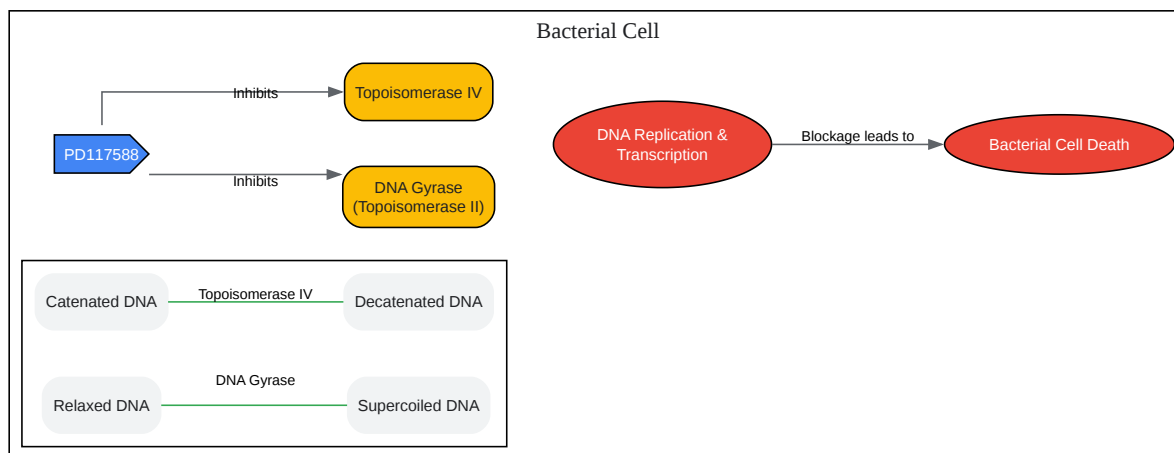 Bacterial Cell
Topoisomerase IV
Inhibits
PD117588
Inhibits
DNA Gyrase
(Topoisomerase II)
DNA Replication &
Transcription
Blockage leads to
Bacterial Cell Death
Catenated DNA
Topoisomerase IV
Decatenated DNA
Relaxed DNA
DNA Gyrase
Supercoiled DNA